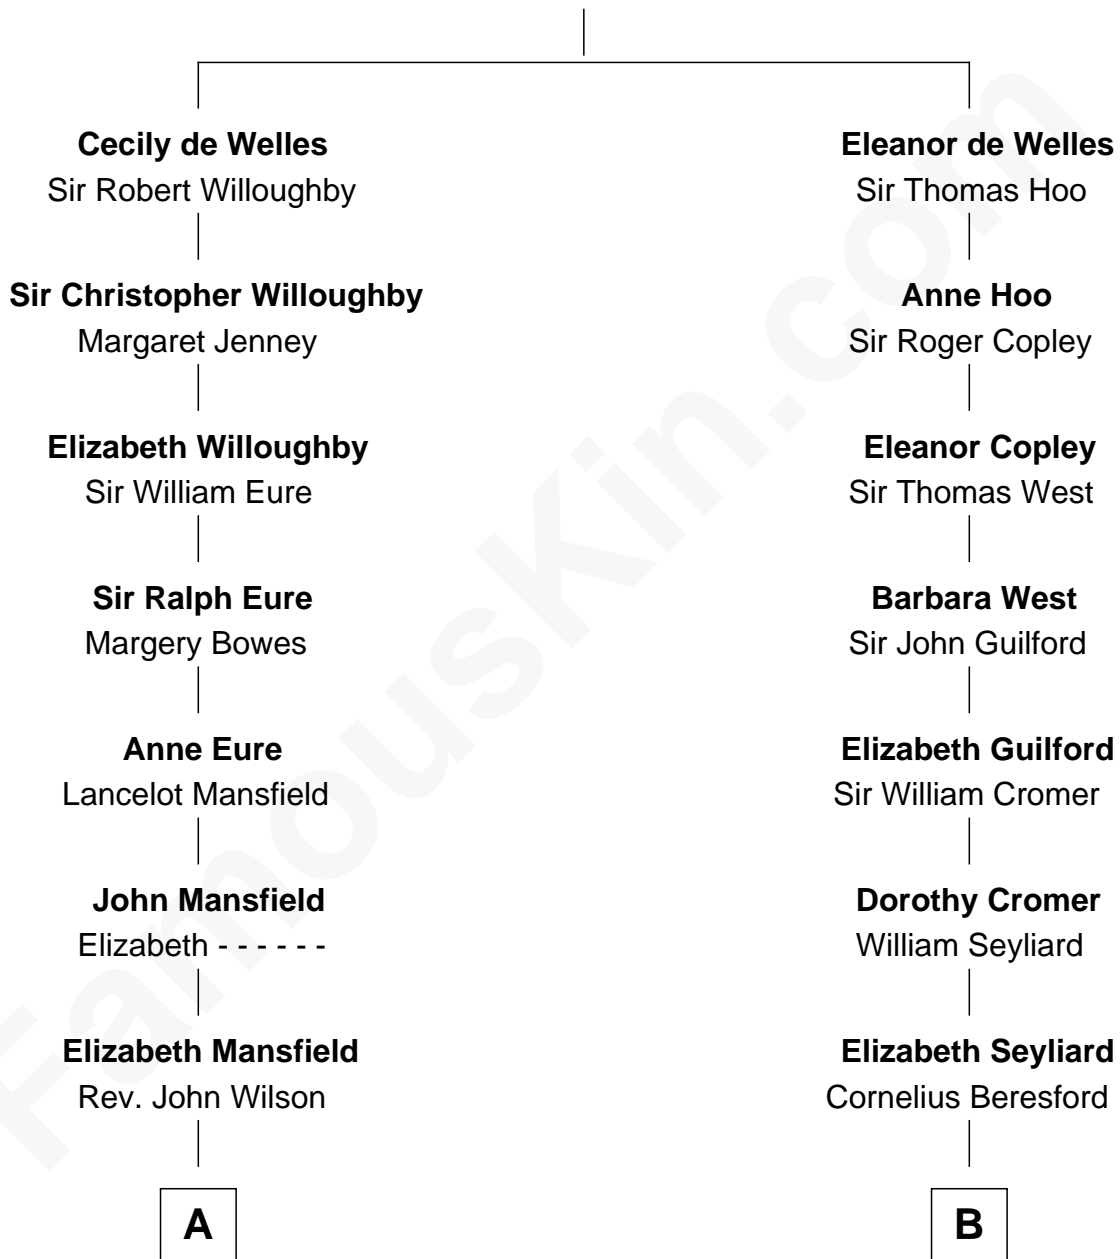 Cecily de Welles
Sir Robert Willoughby
Eleanor de Welles
Sir Thomas Hoo
Sir Christopher Willoughby
Margaret Jenney
Anne Hoo
Sir Roger Copley
Elizabeth Willoughby
Sir William Eure
Eleanor Copley
Sir Thomas West
Sir Ralph Eure
Margery Bowes
Barbara West
Sir John Guilford
Anne Eure
Lancelot Mansfield
Elizabeth Guilford
Sir William Cromer
John Mansfield
Elizabeth - - - - - -
Dorothy Cromer
William Seyliard
Elizabeth Mansfield
Rev. John Wilson
Elizabeth Seyliard
Cornelius Beresford
A
B
FamousKin.com